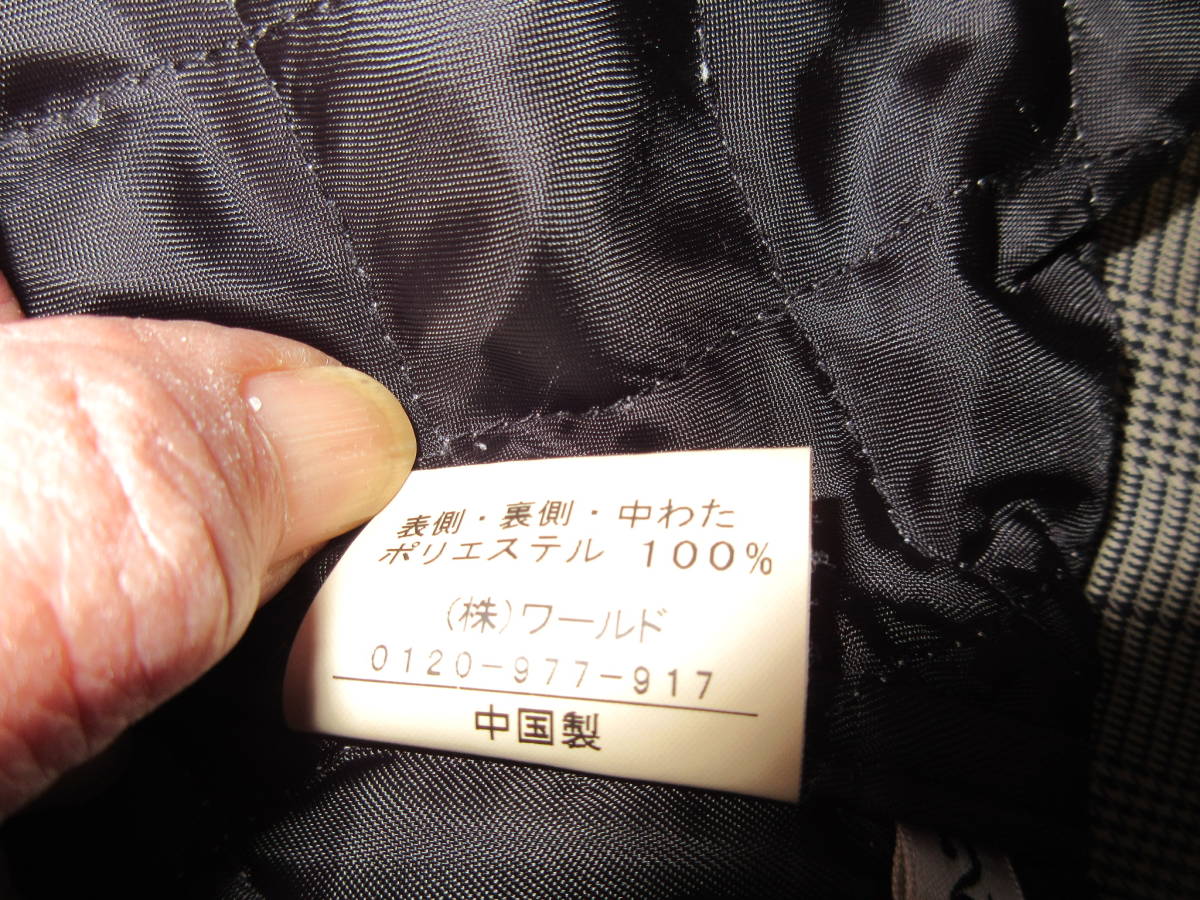 表側・裏側・中わた
ポリエステル 100%
(株)ワールド
0120-977-917
中国製